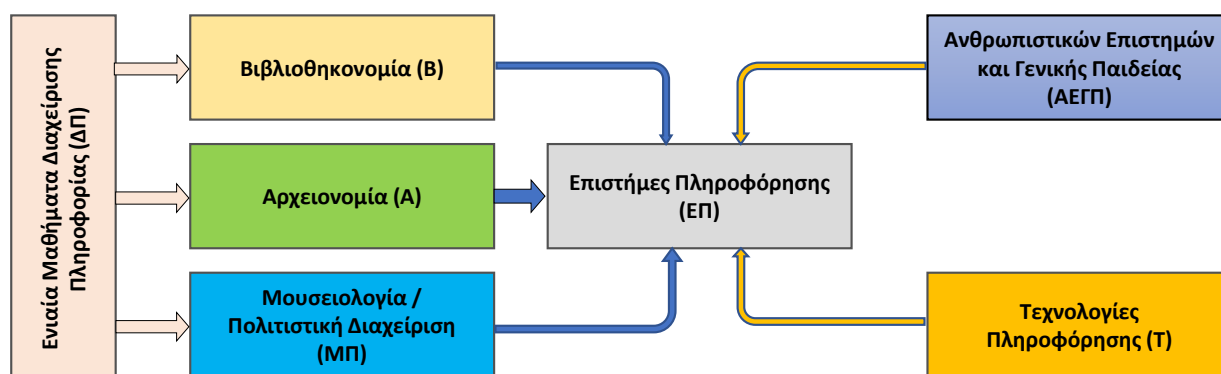 Ενιαία Μαθήματα Διαχείρισης
Πληροφορίας (ΔΠ)
Βιβλιοθηκονομία (Β)
Αρχειονομία (Α)
Μουσειολογία /
Πολιτιστική Διαχείριση
(ΜΠ)
Επιστήμες Πληροφόρησης
(ΕΠ)
Ανθρωπιστικών Επιστημών
και Γενικής Παιδείας
(ΑΕΓΠ)
Τεχνολογίες
Πληροφόρησης (Τ)